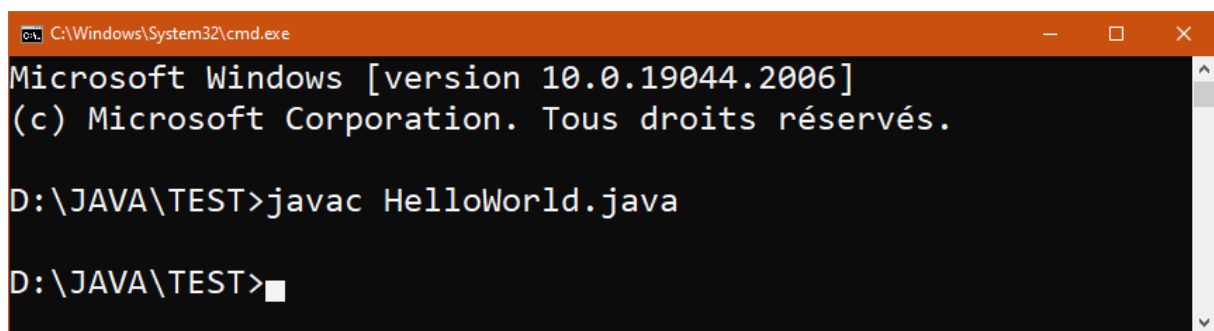 C:\Windows\System32\cmd.exe
Microsoft Windows [version 10.0.19044.2006]
(c) Microsoft Corporation. Tous droits réservés.
D:\JAVA\TEST>javac HelloWorld.java
D:\JAVA\TEST>